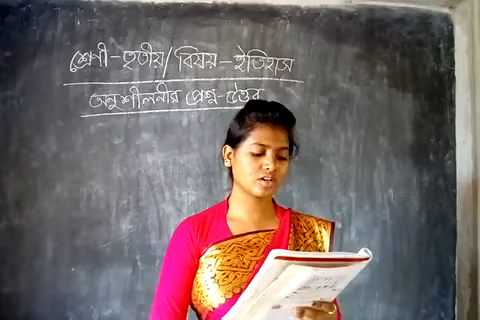 শ্রেণী-তৃতীয়/বিষয়-ইতিহাস
অনুশীলনীর প্রশ্ন-উত্তর